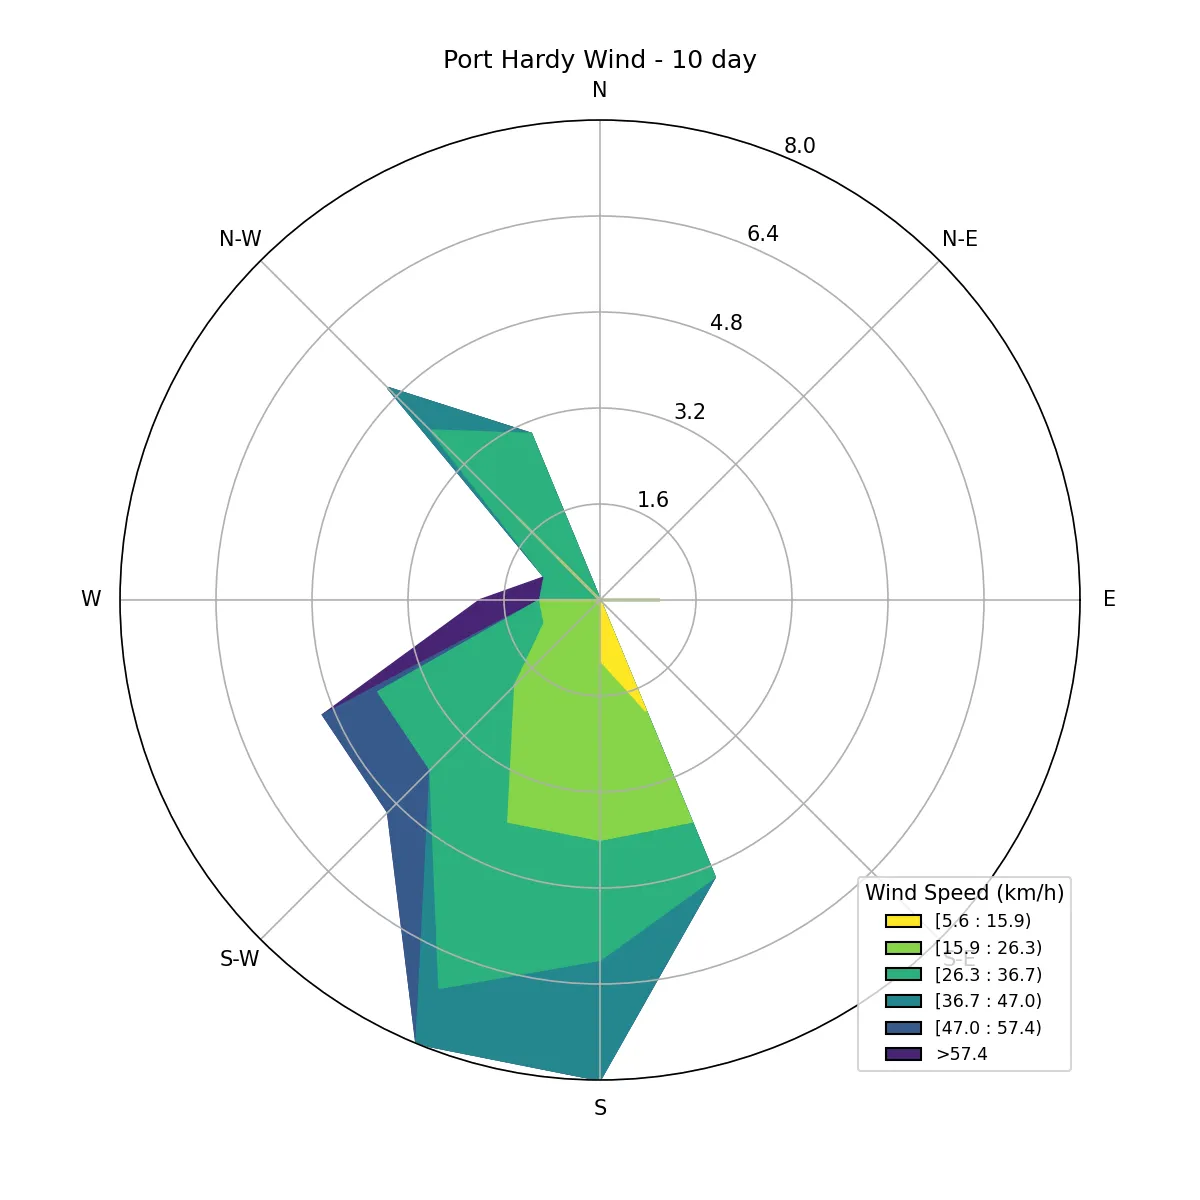 Port Hardy Wind - 10 day
N
8.0
N-W
N-E
6.4
4.8
3.2
1.6
W
E
Wind Speed (km/h)
[5.6 : 15.9)
[15.9 : 26.3)
[26.3 : 36.7)
[36.7 : 47.0)
[47.0 : 57.4)
>57.4
S-W
S-E
S